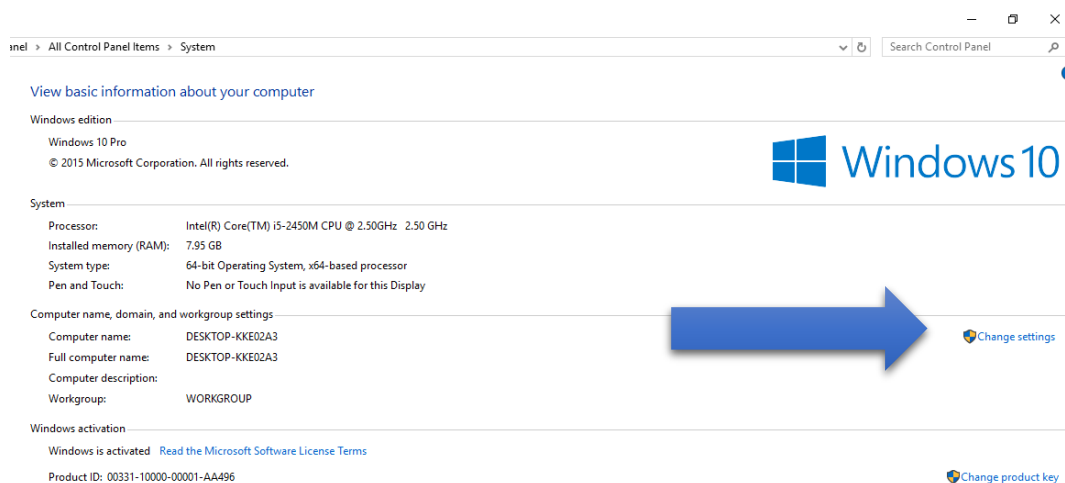 anel > All Control Panel Items > System
Search Control Panel
View basic information about your computer
Windows edition
Windows 10 Pro
© 2015 Microsoft Corporation. All rights reserved.
Windows 10
System
Processor: Intel(R) Core(TM) i5-2450M CPU @ 2.50GHz 2.50 GHz
Installed memory (RAM): 7.95 GB
System type: 64-bit Operating System, x64-based processor
Pen and Touch: No Pen or Touch Input is available for this Display
Computer name, domain, and workgroup settings
Computer name: DESKTOP-KKE02A3
Change settings
Full computer name: DESKTOP-KKE02A3
Computer description:
Workgroup: WORKGROUP
Windows activation
Windows is activated Read the Microsoft Software License Terms
Product ID: 00331-10000-00001-AA496
Change product key